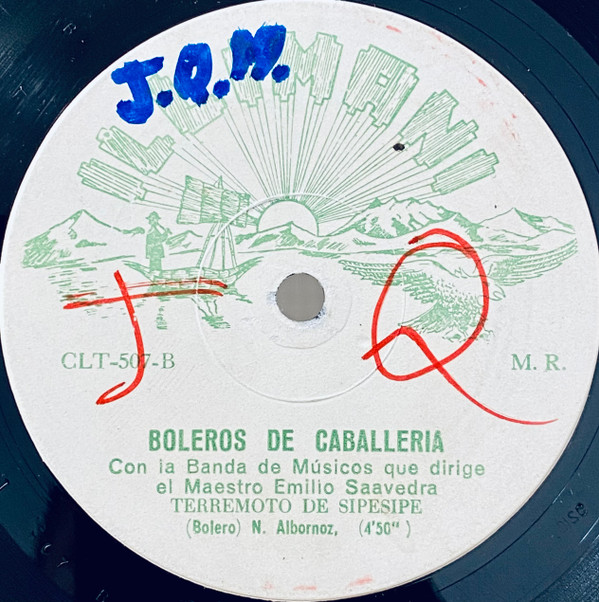 J.Q.M.
ILLIMANI
J Q
CLT-507-B
M. R.
BOLEROS DE CABALLERIA
Con la Banda de Músicos que dirige
el Maestro Emilio Saavedra
TERREMOTO DE SIPESIPE
(Bolero) N. Albornoz, (4'50")